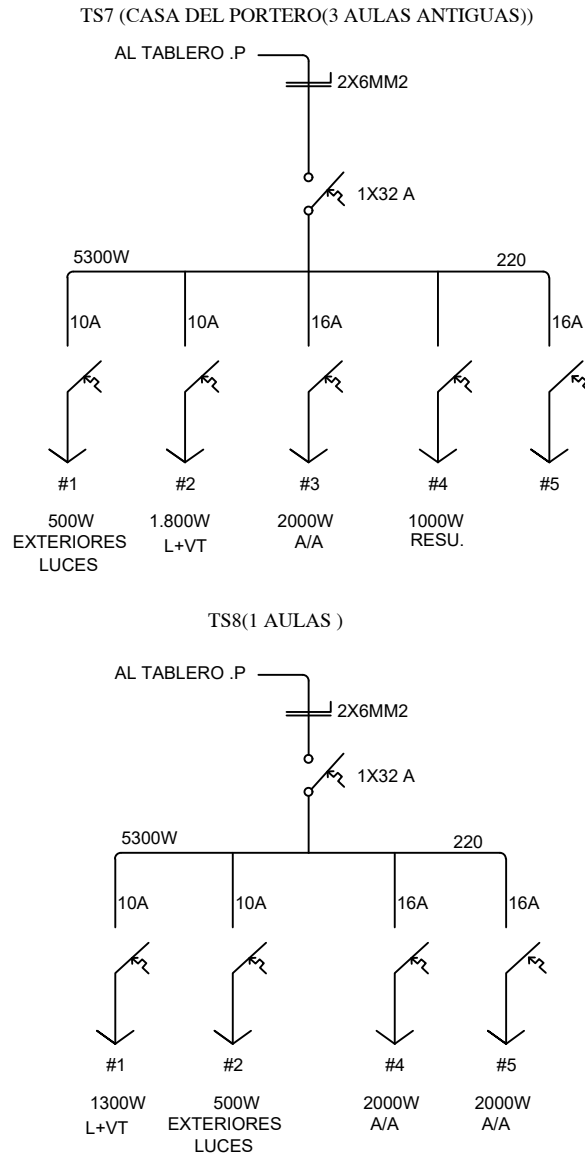 TS7 (CASA DEL PORTERO(3 AULAS ANTIGUAS))
AL TABLERO .P
2X6MM2
1X32 A
5300W 220
10A 10A 16A 16A
#1 #2 #3 #4 #5
500W 1.800W 2000W 1000W
EXTERIORES L+VT A/A RESU.
LUCES
TS8(1 AULAS )
AL TABLERO .P
2X6MM2
1X32 A
5300W 220
10A 10A 16A 16A
#1 #2 #4 #5
1300W 500W 2000W 2000W
L+VT EXTERIORES A/A A/A
LUCES